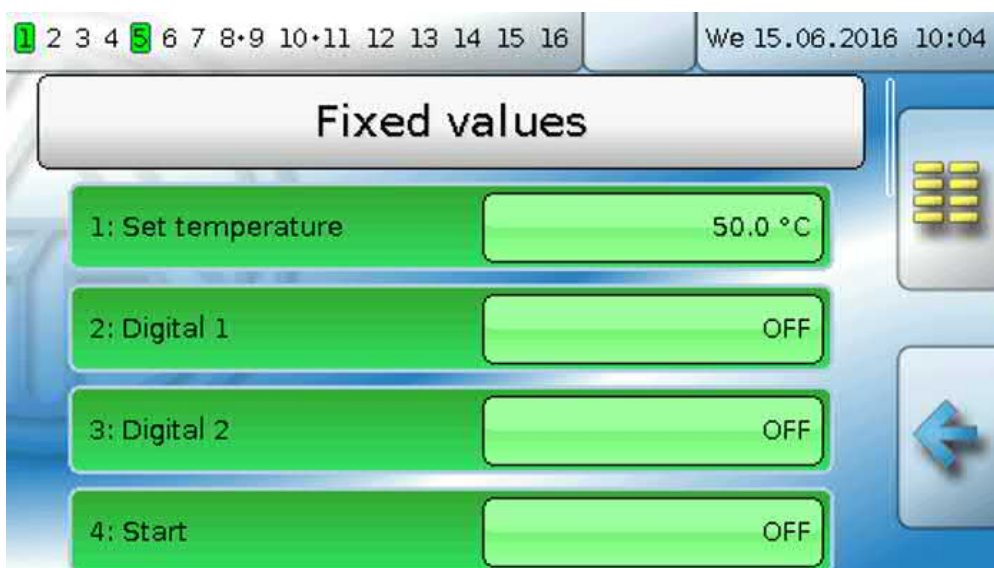 1 2 3 4 5 6 7 8•9 10•11 12 13 14 15 16 We 15.06.2016 10:04
Fixed values
1: Set temperature 50.0 °C
2: Digital 1 OFF
3: Digital 2 OFF
4: Start OFF